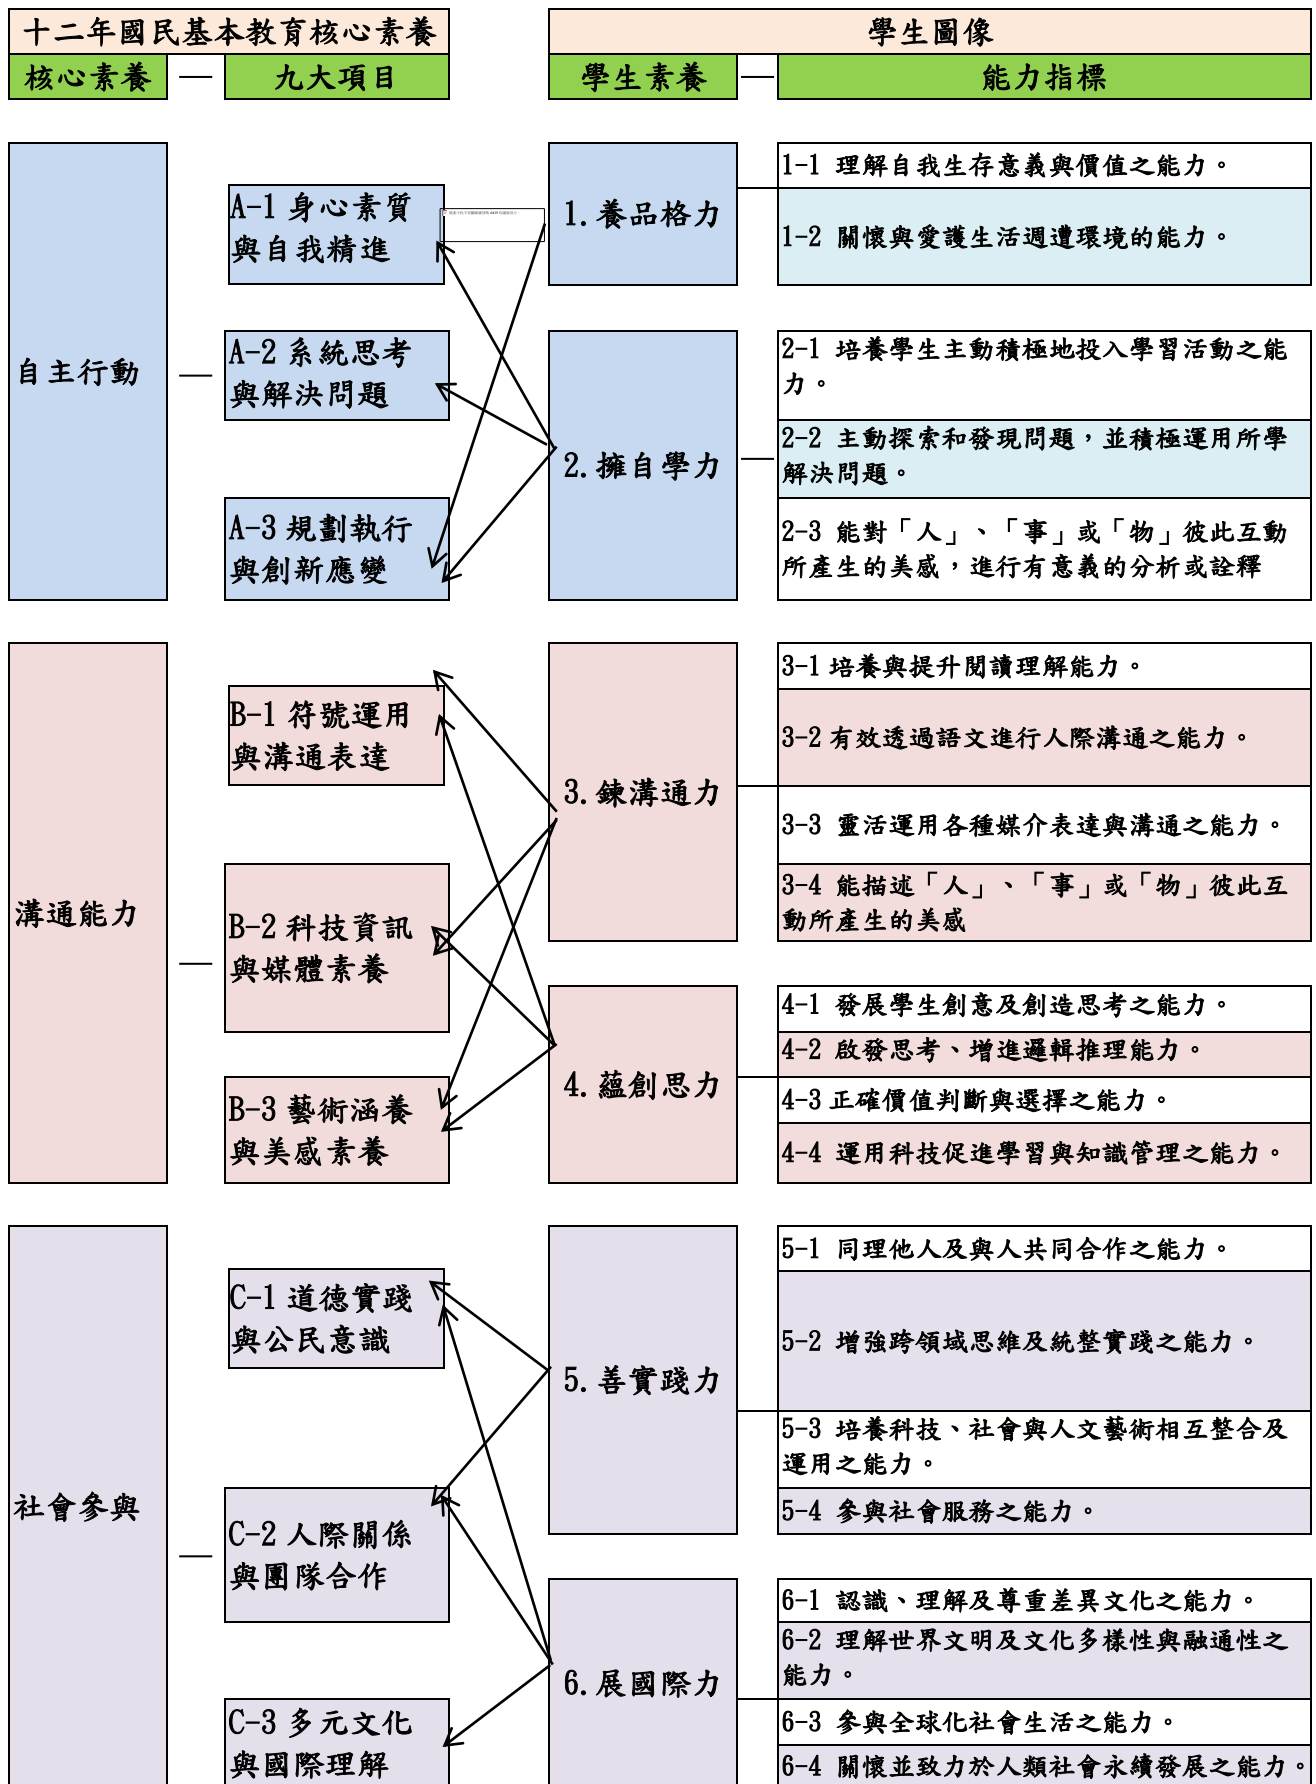 十二年國民基本教育核心素養
學生圖像
核心素養
九大項目
學生素養
能力指標
自主行動
A-1 身心素質
與自我精進
A-2 系統思考
與解決問題
A-3 規劃執行
與創新應變
1.養品格力
1-1 理解自我生存意義與價值之能力。
1-2 關懷與愛護生活週遭環境的能力。
2.擁自學力
2-1 培養學生主動積極地投入學習活動之能
力。
2-2 主動探索和發現問題，並積極運用所學
解決問題。
2-3 能對「人」、「事」或「物」彼此互動
所產生的美感，進行有意義的分析或詮釋
溝通能力
B-1 符號運用
與溝通表達
B-2 科技資訊
與媒體素養
B-3 藝術涵養
與美感素養
3.鍊溝通力
3-1 培養與提升閱讀理解能力。
3-2 有效透過語文進行人際溝通之能力。
3-3 靈活運用各種媒介表達與溝通之能力。
3-4 能描述「人」、「事」或「物」彼此互
動所產生的美感
4.蘊創思力
4-1 發展學生創意及創造思考之能力。
4-2 啟發思考、增進邏輯推理能力。
4-3 正確價值判斷與選擇之能力。
4-4 運用科技促進學習與知識管理之能力。
社會參與
C-1 道德實踐
與公民意識
C-2 人際關係
與團隊合作
C-3 多元文化
與國際理解
5.善實踐力
5-1 同理他人及與人共同合作之能力。
5-2 增強跨領域思維及統整實踐之能力。
5-3 培養科技、社會與人文藝術相互整合及
運用之能力。
5-4 參與社會服務之能力。
6.展國際力
6-1 認識、理解及尊重差異文化之能力。
6-2 理解世界文明及文化多樣性與融通性之
能力。
6-3 參與全球化社會生活之能力。
6-4 關懷並致力於人類社會永續發展之能力。